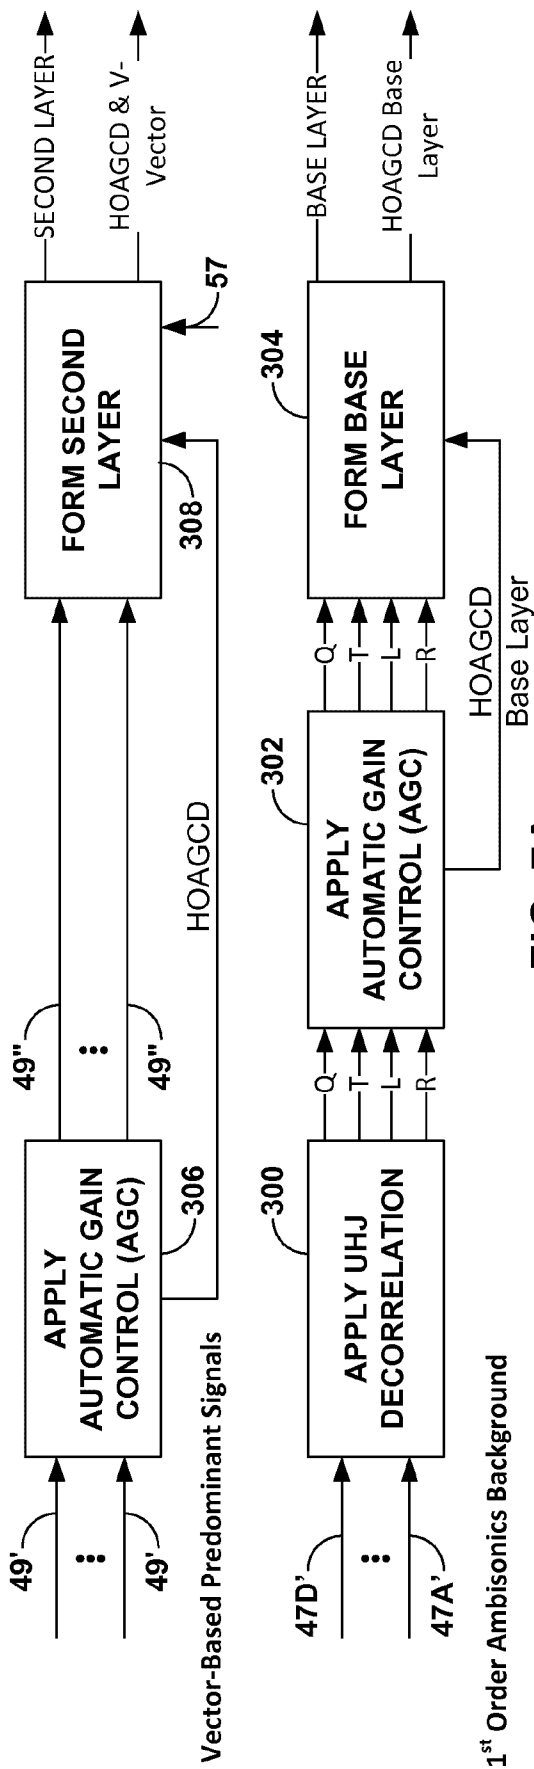 49'
49'
Vector-Based Predominant Signals
APPLY
AUTOMATIC GAIN
CONTROL (AGC)
306
49"
49"
HOAGCD
FORM SECOND
LAYER
308
57
SECOND LAYER
HOAGCD & V-
Vector
47D'
47A'
1st Order Ambisonics Background
APPLY UHJ
DECORRELATION
300
Q
T
L
R
APPLY
AUTOMATIC GAIN
CONTROL (AGC)
302
Q
T
L
R
HOAGCD
Base Layer
FORM BASE
LAYER
304
BASE LAYER
HOAGCD Base
Layer